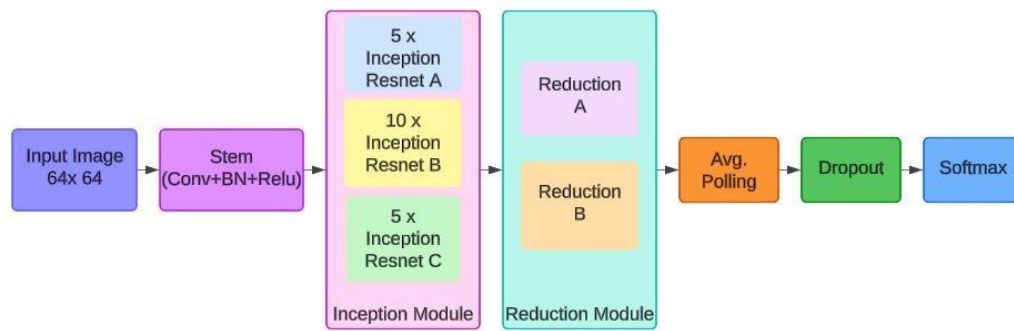 Input Image
64x 64
Stem
(Conv+BN+Relu)
5 x
Inception
Resnet A
10 x
Inception
Resnet B
5 x
Inception
Resnet C
Inception Module
Reduction
A
Reduction
B
Reduction Module
Avg.
Polling
Dropout
Softmax